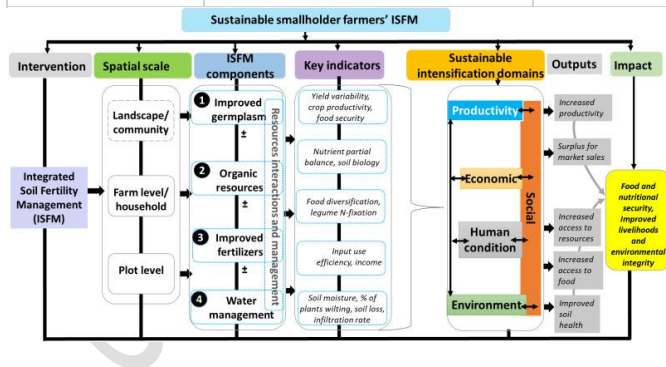 Sustainable smallholder farmers' ISFM
Intervention
Spatial scale
ISFM
components
Key indicators
Sustainable
intensification domains
Outputs
Impact
Integrated
Soil Fertility
Management
(ISFM)
Landscape/
community
Farm level/
household
Plot level
1 Improved
germplasm
±
2 Organic
resources
±
3 Improved
fertilizers
±
4 Water
management
Resources interactions and management
Yield variability,
crop productivity,
food security
Nutrient partial
balance, soil biology
Food diversification,
legume N-fixation
Input use
efficiency, income
Soil moisture, % of
plants wilting, soil loss,
infiltration rate
Productivity
Economic
Human
condition
Environment
Social
Increased
productivity
Surplus for
market sales
Increased
access to
resources
Increased
access to
food
Improved
soil
health
Food and
nutritional
security,
improved
livelihoods
and
environmental
integrity